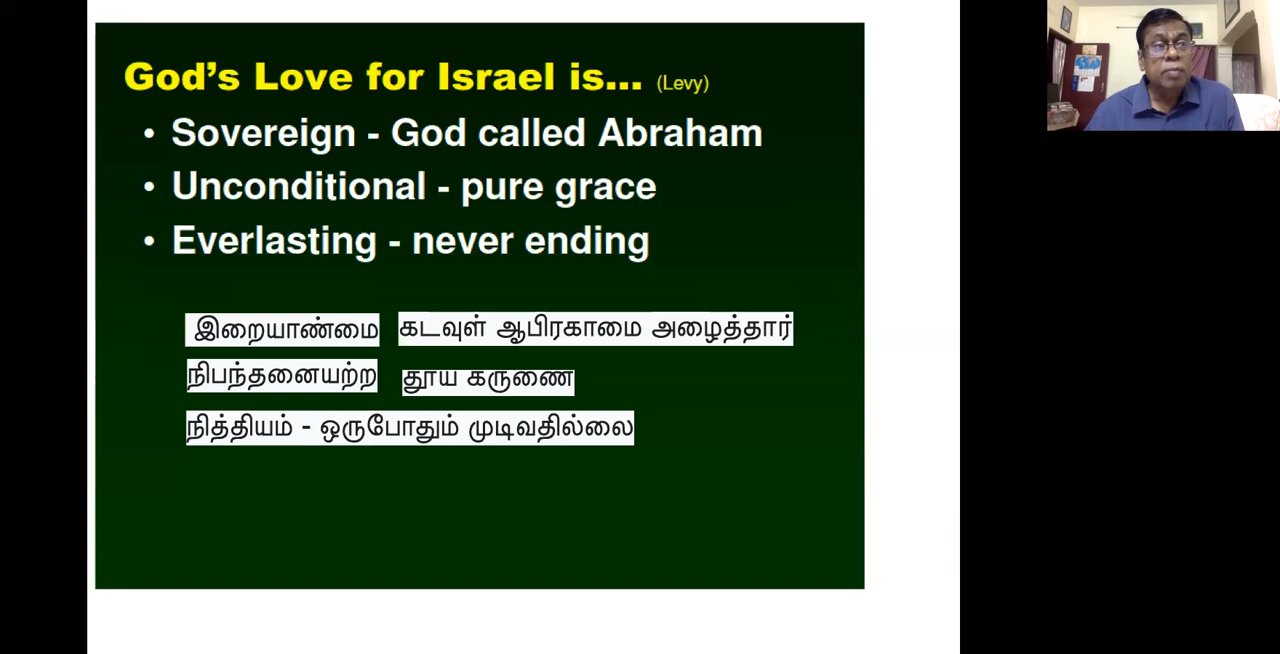 God's Love for Israel is... (Levy)
• Sovereign - God called Abraham
• Unconditional - pure grace
• Everlasting - never ending
இறையாண்மை கடவுள் ஆபிரகாமை அழைத்தார்
நிபந்தனையற்ற தூய கருணை
நித்தியம் - ஒருபோதும் முடிவதில்லை